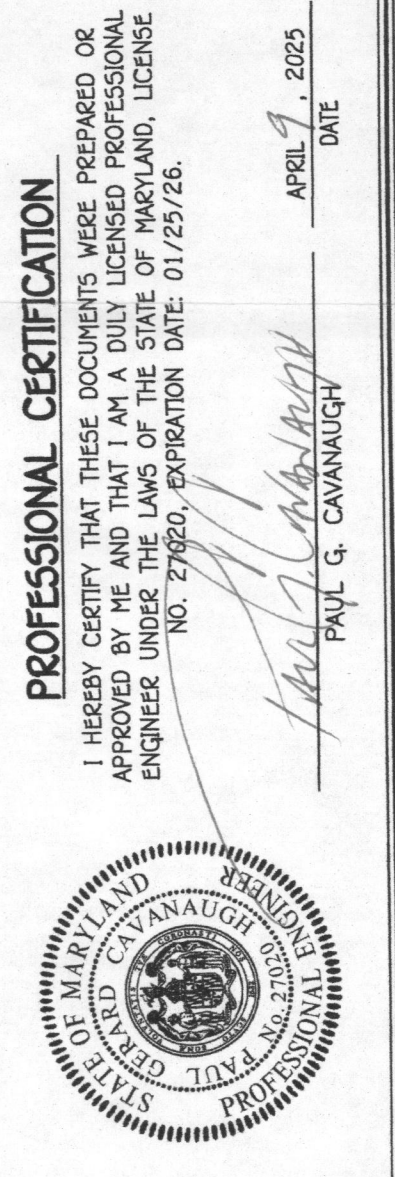 PROFESSIONAL CERTIFICATION
I HEREBY CERTIFY THAT THESE DOCUMENTS WERE PREPARED OR
APPROVED BY ME AND THAT I AM A DULY LICENSED PROFESSIONAL
ENGINEER UNDER THE LAWS OF THE STATE OF MARYLAND, LICENSE
NO. 27020, EXPIRATION DATE: 01/25/26.
Paul G. Cavanaugh
APRIL 9, 2025
PAUL G. CAVANAUGH
DATE
STATE OF MARYLAND
PAUL GERARD CAVANAUGH
No. 27020
PROFESSIONAL ENGINEER